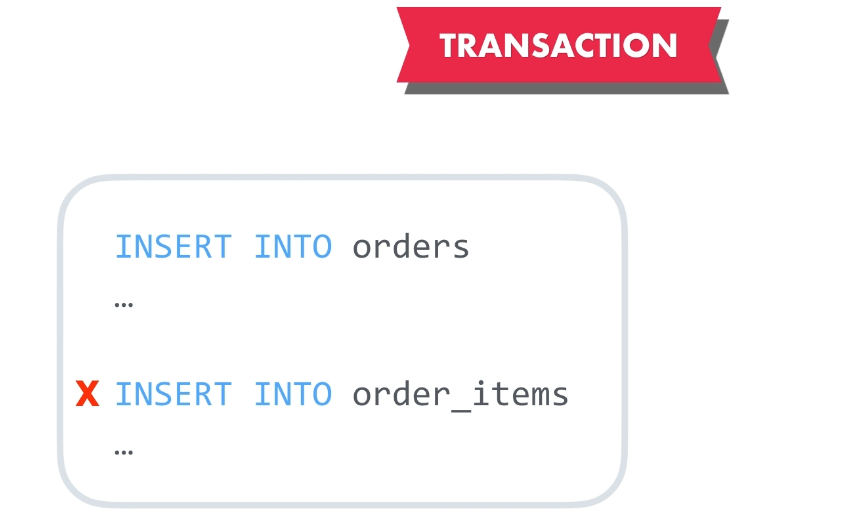 TRANSACTION
INSERT INTO orders
…
X INSERT INTO order_items
…